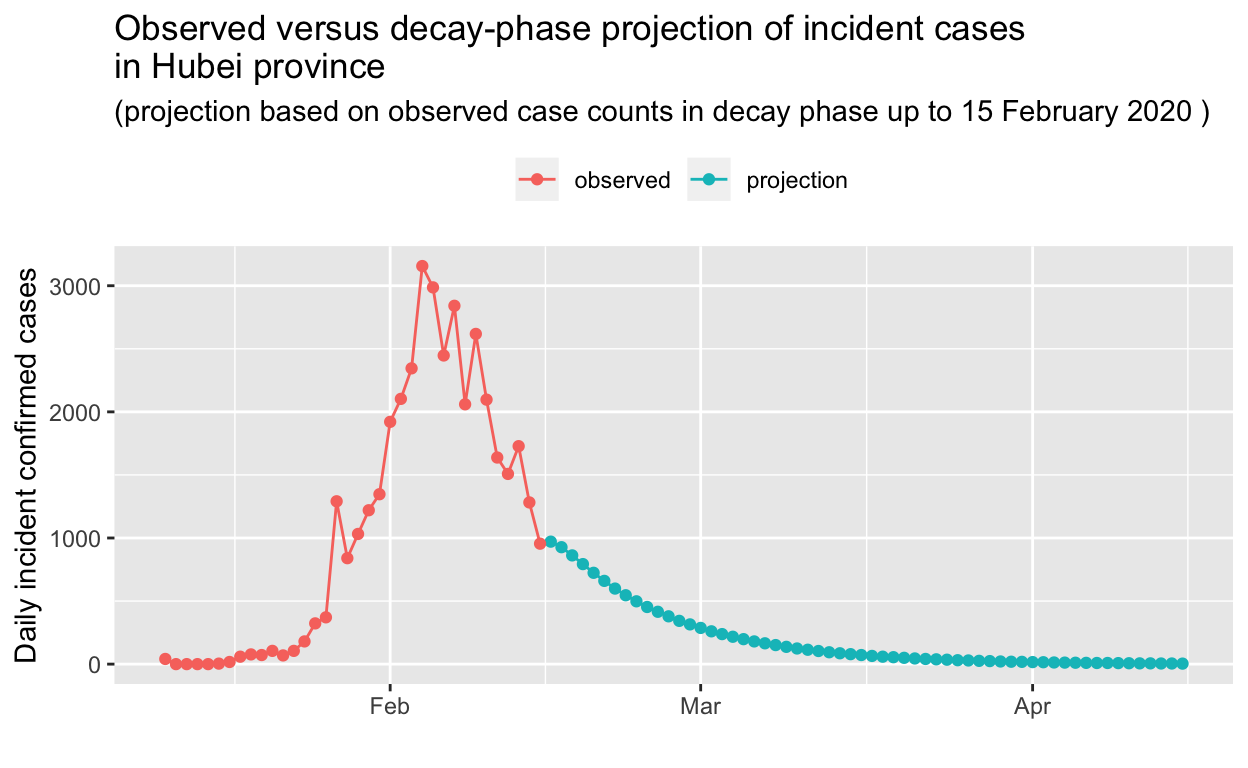 Observed versus decay-phase projection of incident cases
in Hubei province
(projection based on observed case counts in decay phase up to 15 February 2020 )
observed projection
Daily incident confirmed cases
3000
2000
1000
0
Feb Mar Apr